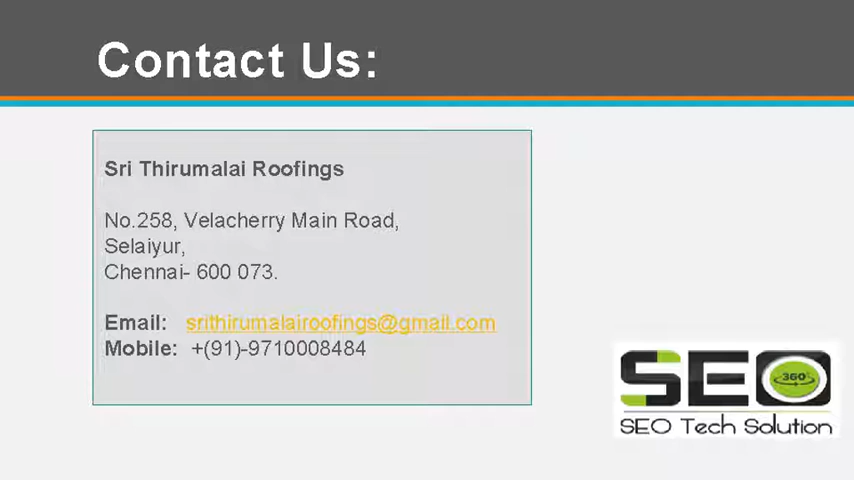 Contact Us:
Sri Thirumalai Roofings
No.258, Velacherry Main Road,
Selaiyur,
Chennai- 600 073.
Email: srithirumalairoofings@gmail.com
Mobile: +(91)-9710008484
SEO
360°
SEO Tech Solution